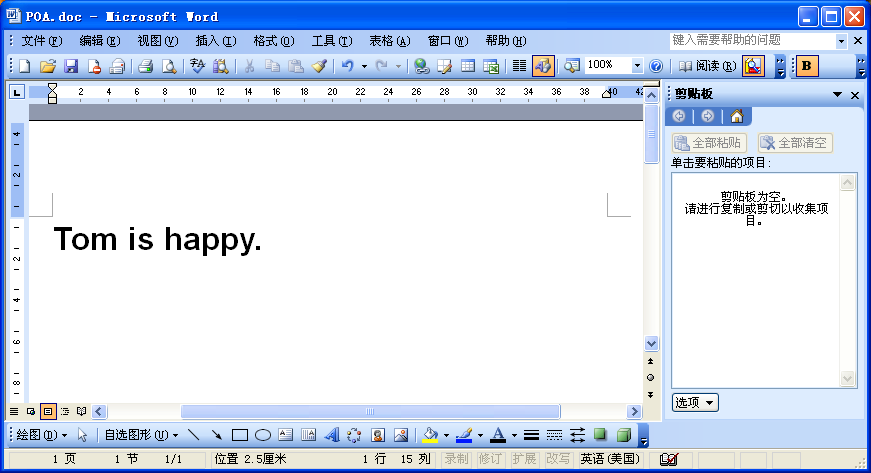 POA.doc - Microsoft Word
文件(F) 编辑(E) 视图(V) 插入(I) 格式(O) 工具(T) 表格(A) 窗口(W) 帮助(H) 键入需要帮助的问题
100% 阅读(R) B
2 4 6 8 10 12 14 16 18 20 22 24 26 28 30 32 34 36 38 40 42
剪贴板
全部粘贴 全部清空
单击要粘贴的项目:
剪贴板为空。
请进行复制或剪切以收集项
目。
4
2
2
4
6
8
Tom is happy.
选项
绘图(D) 自选图形(U) A
1 页 1 节 1/1 位置 2.5厘米 1 行 15 列 录制 修订 扩展 改写 英语(美国)